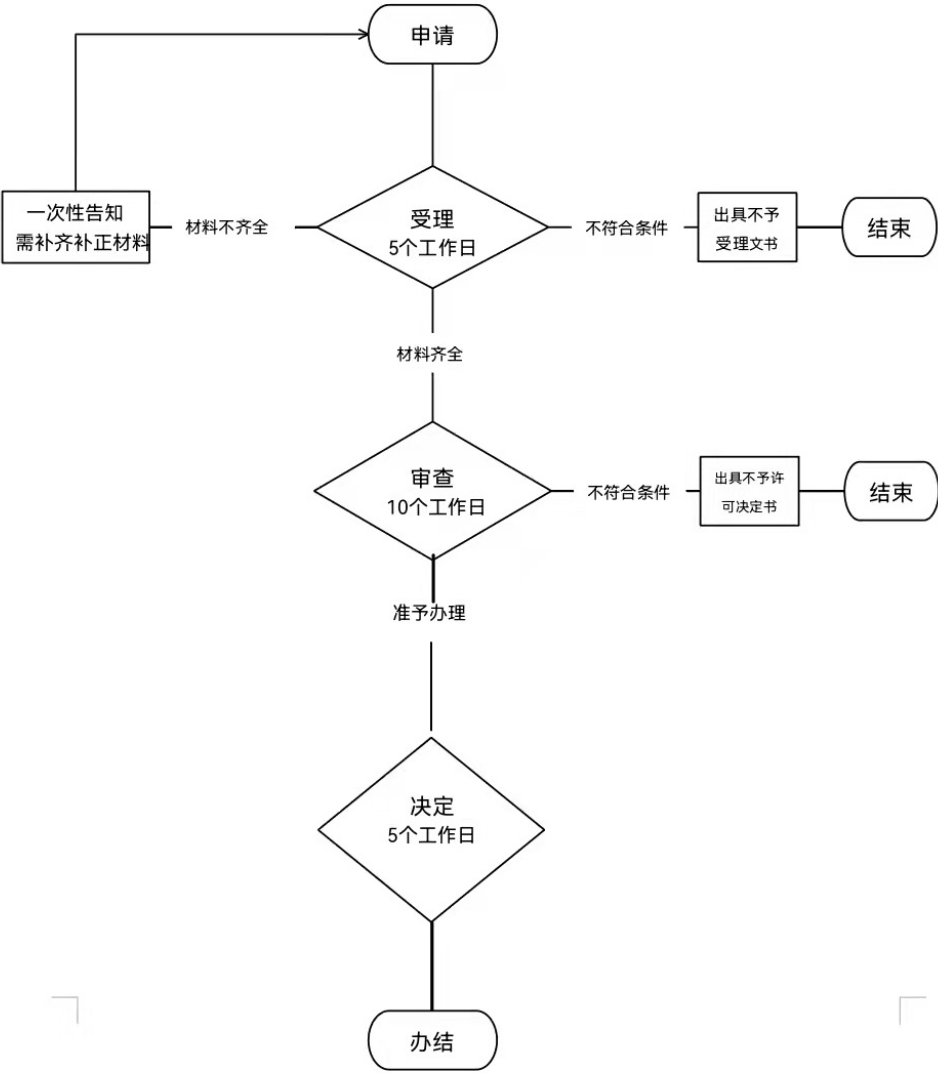 申请
一次性告知
需补齐补正材料
材料不齐全
受理
5个工作日
不符合条件
出具不予
受理文书
结束
材料齐全
审查
10个工作日
不符合条件
出具不予许
可决定书
结束
准予办理
决定
5个工作日
办结